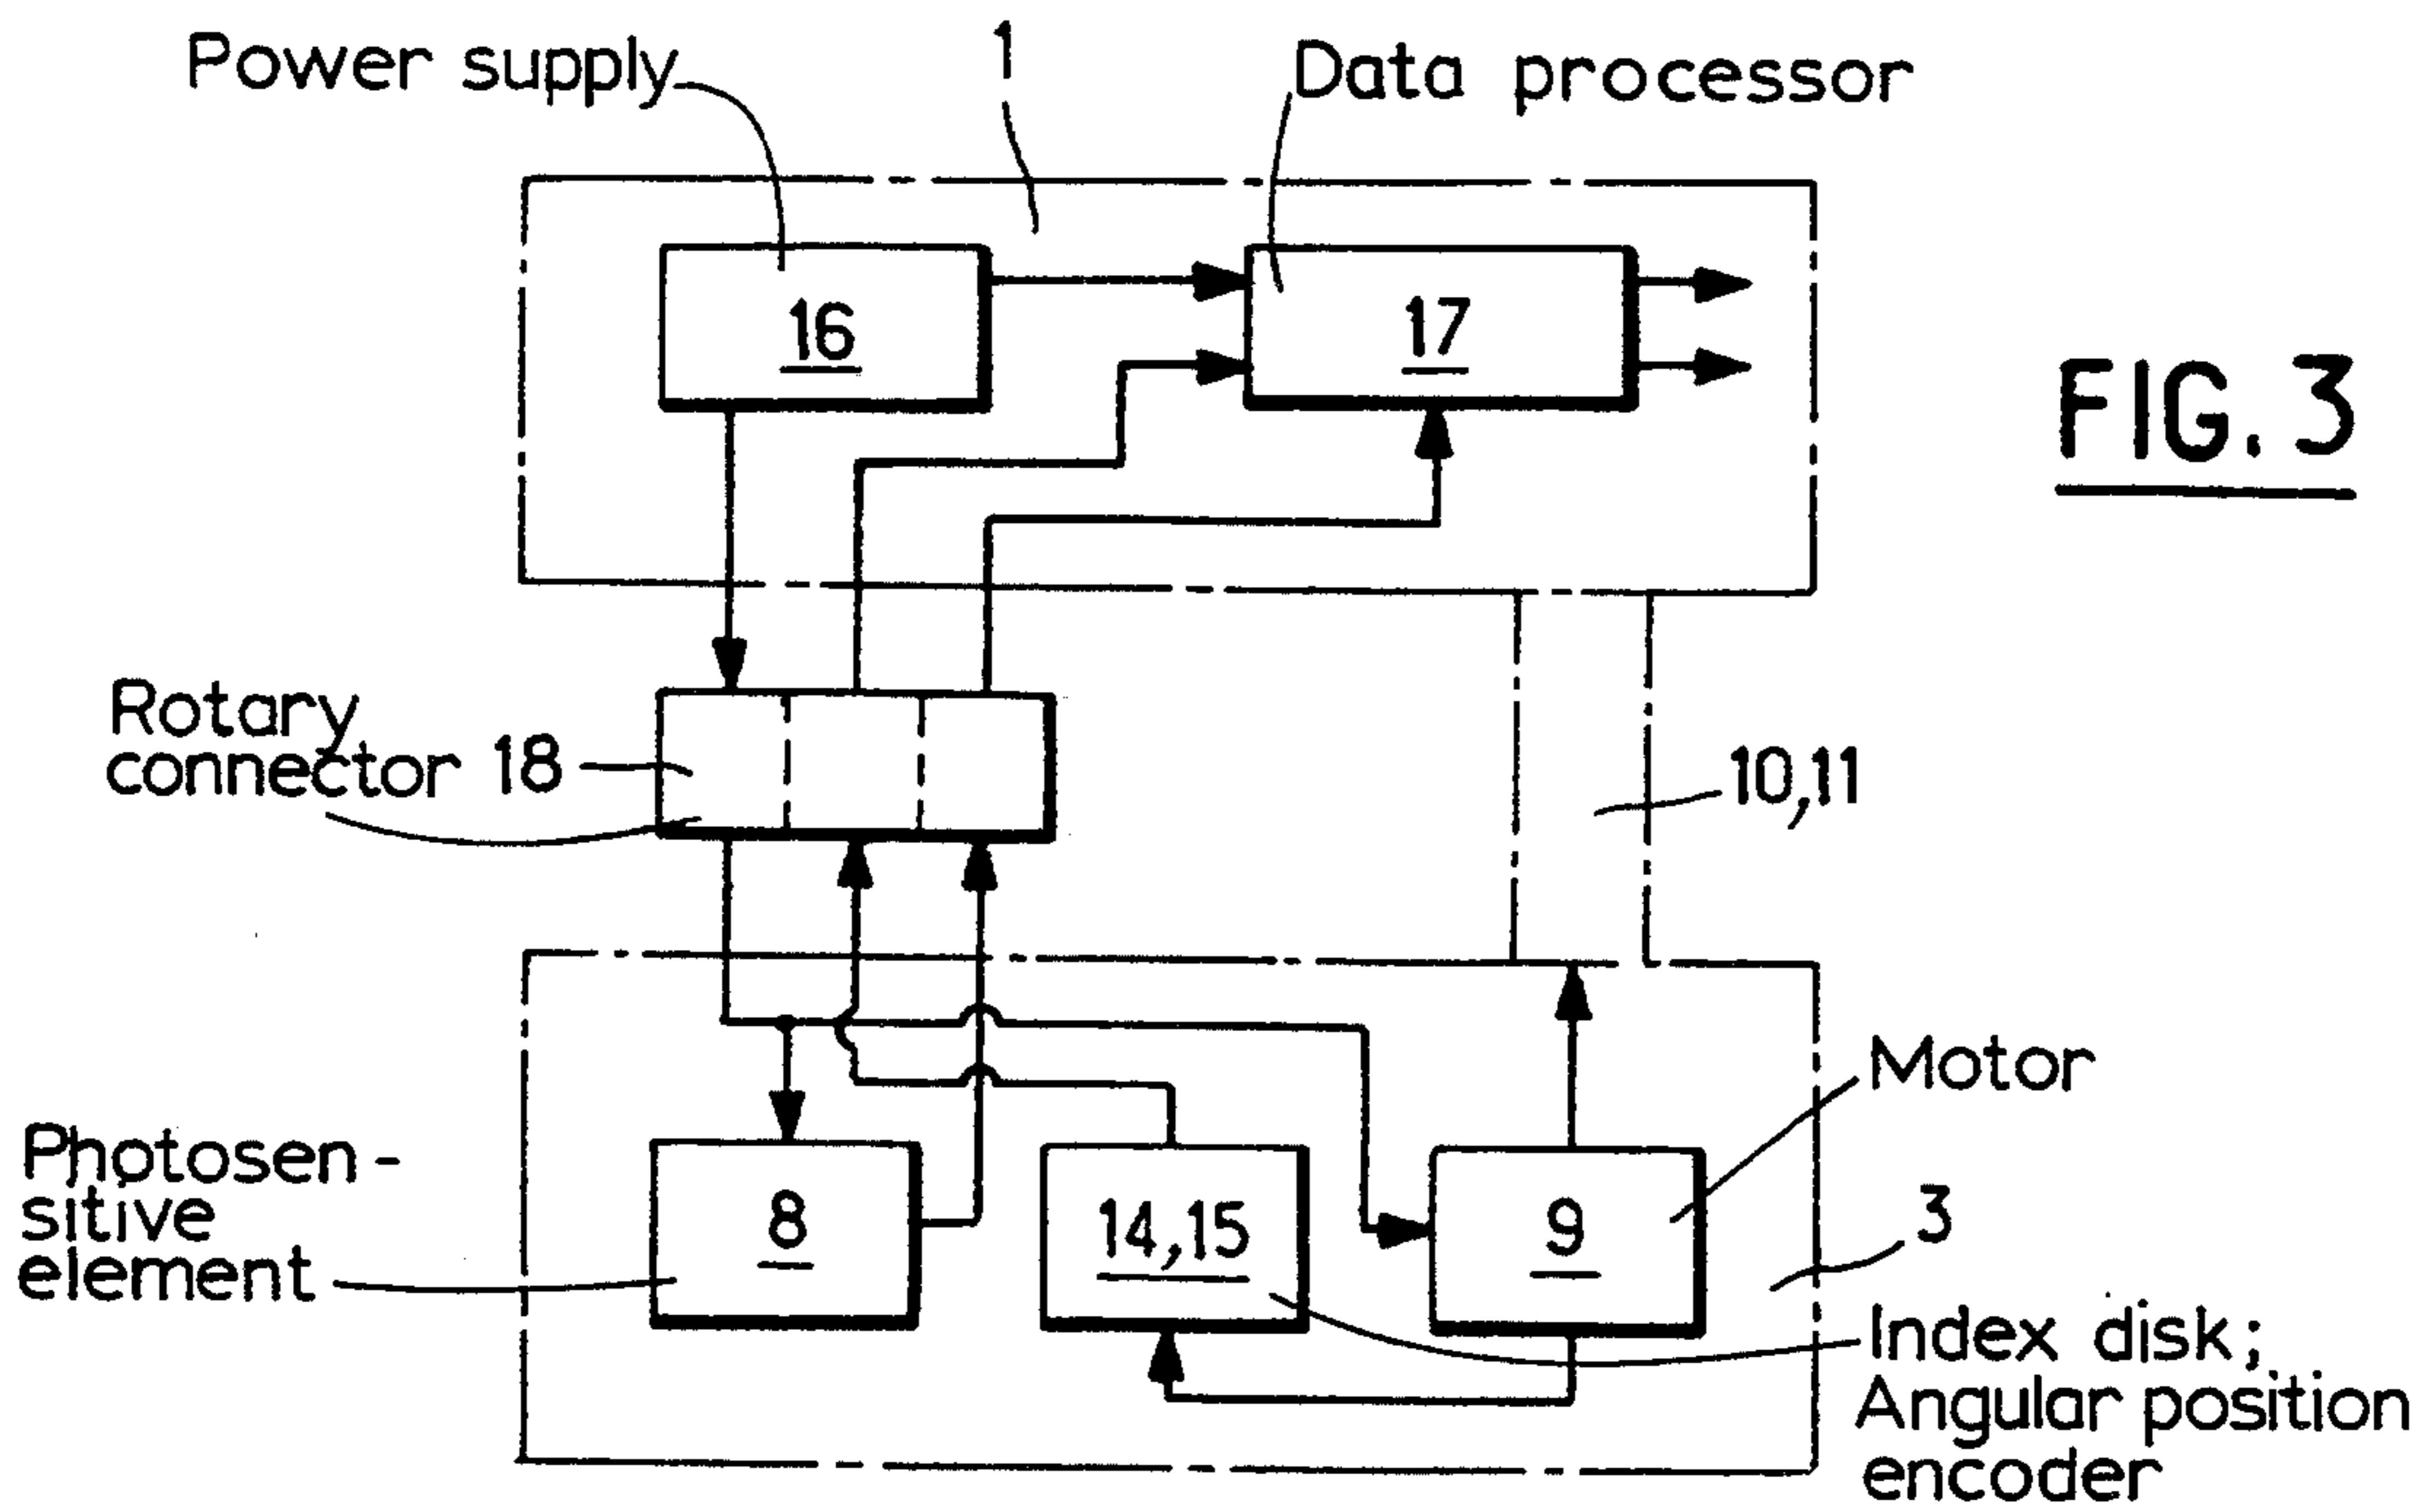 Power supply
1
Data processor
16
17
FIG. 3
Rotary
connector 18
10,11
Motor
Photosen-
sitive
element
8
14,15
9
3
Index disk;
Angular position
encoder